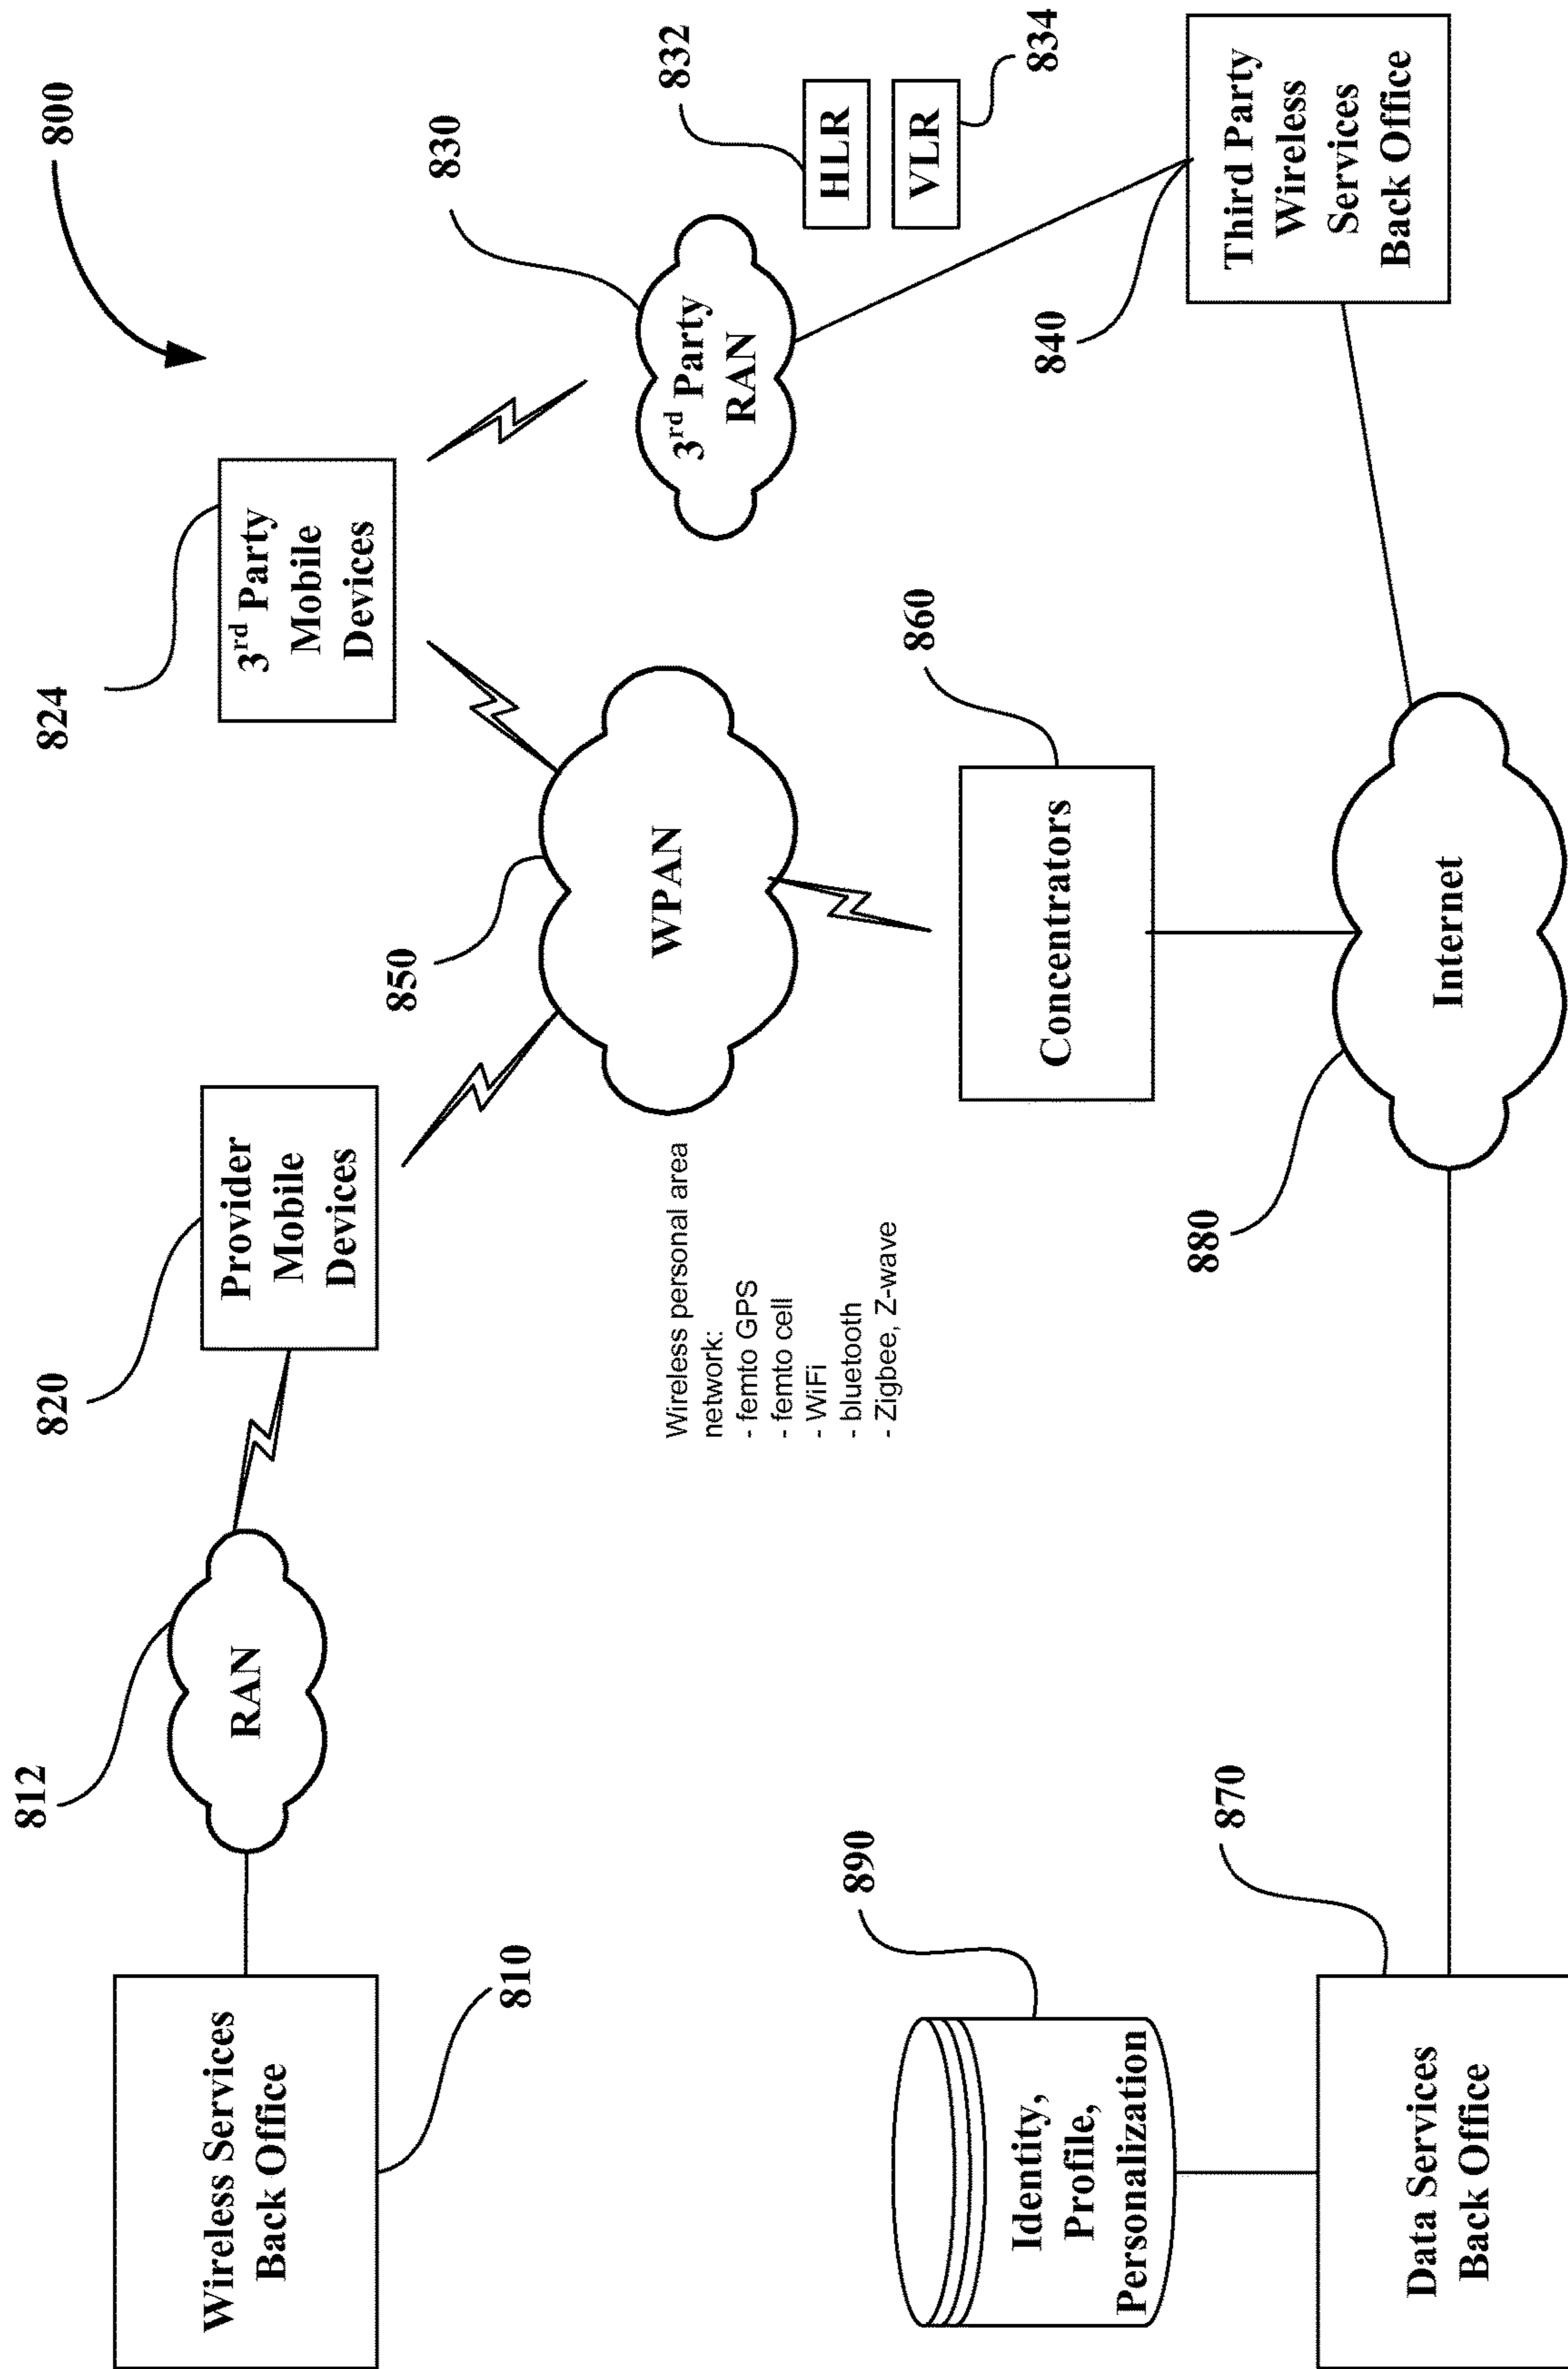 800
Wireless Services
Back Office
810
812
RAN
820
Provider
Mobile
Devices
824
3rd Party
Mobile
Devices
830
3rd Party
RAN
832
HLR
VLR
834
850
WPAN
Wireless personal area
network:
- femto GPS
- femto cell
- WiFi
- bluetooth
- Zigbee, Z-wave
860
Concentrators
840
Third Party
Wireless
Services
Back Office
890
Identity,
Profile,
Personalization
870
Data Services
Back Office
880
Internet